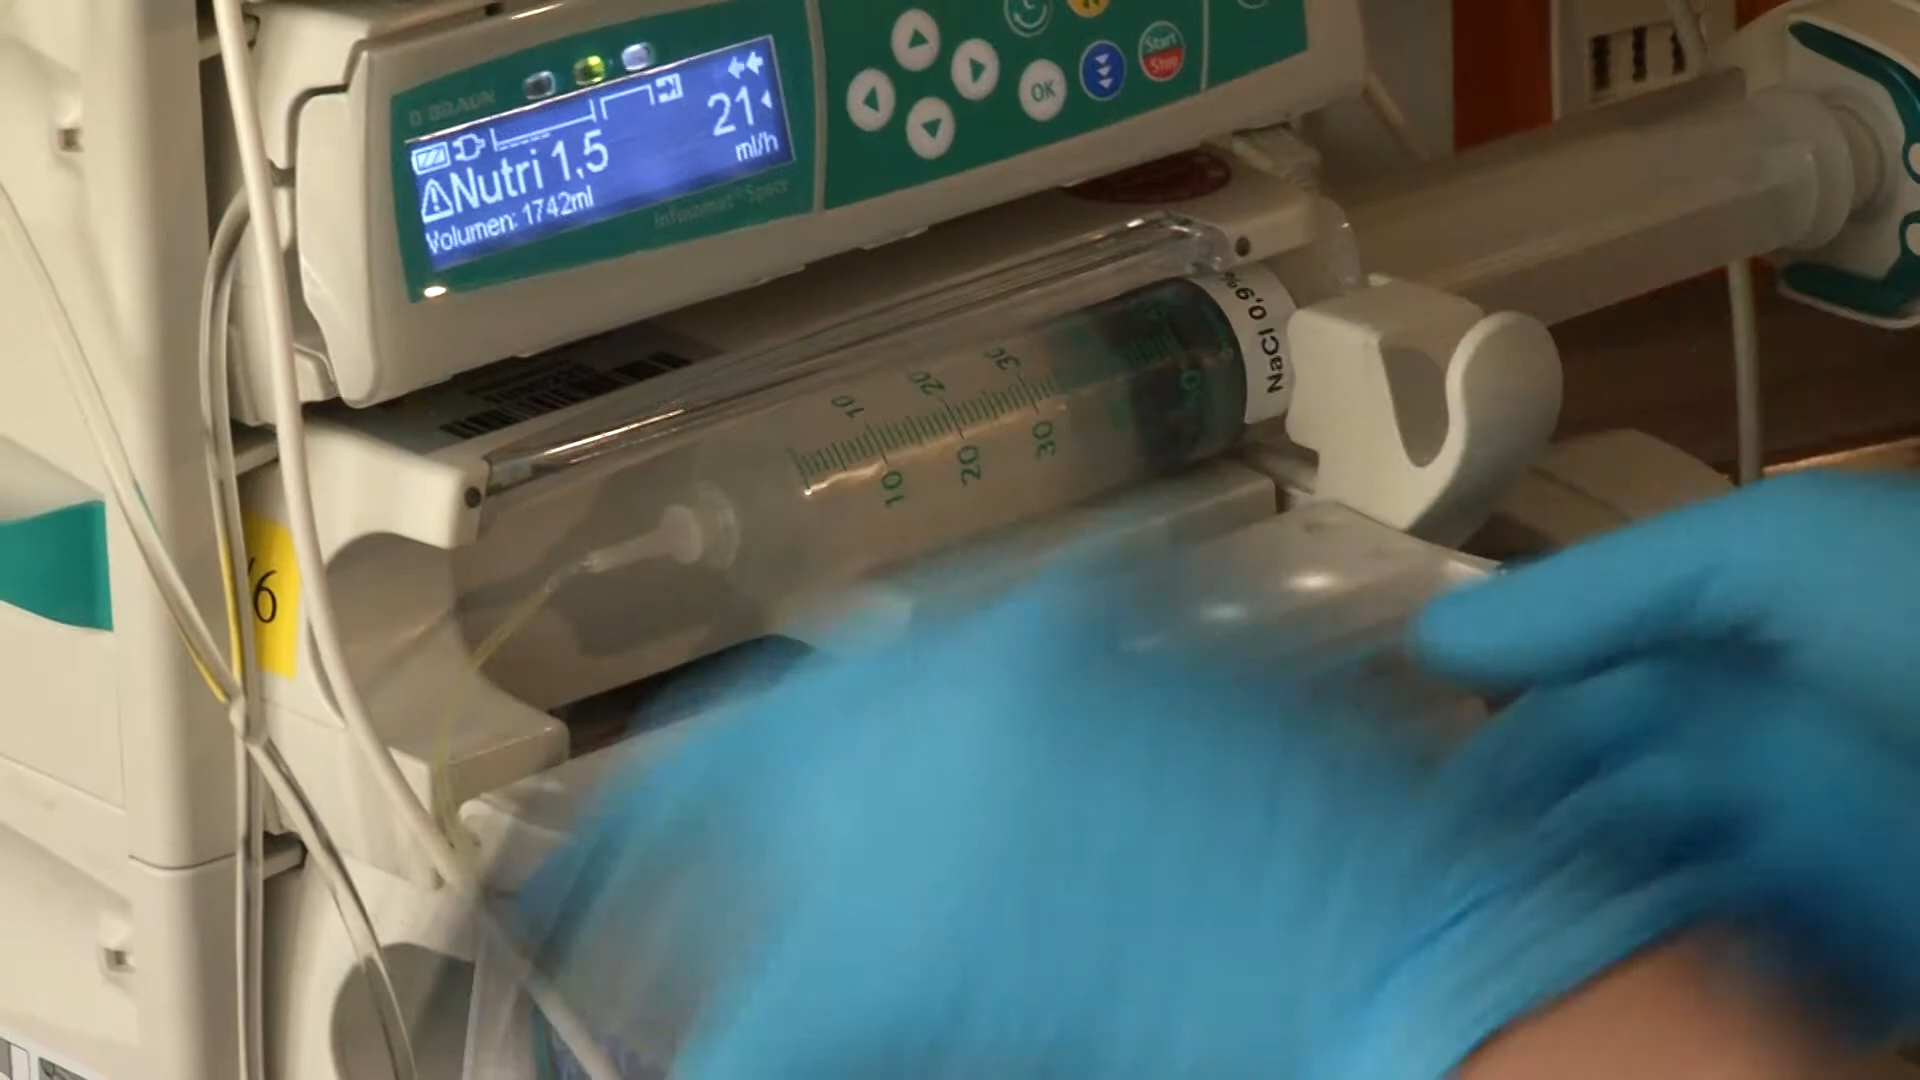 B BRAUN
Nutri 1,5
21
ml/h
Volumen: 1742ml
Infusomat® Space
OK
Start
Stop
NaCl 0,9%
10
20
30
10
20
30
6